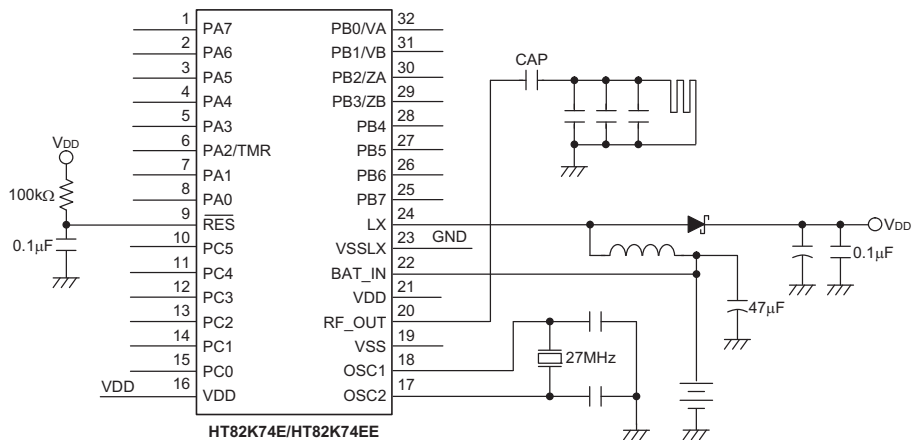 1 PA7 PB0/VA 32
2 PA6 PB1/VB 31
3 PA5 PB2/ZA 30
4 PA4 PB3/ZB 29
5 PA3 PB4 28
6 PA2/TMR PB5 27
7 PA1 PB6 26
8 PA0 PB7 25
9 RES LX 24
10 PC5 VSSLX 23 GND
11 PC4 BAT_IN 22
12 PC3 VDD 21
13 PC2 RF_OUT 20
14 PC1 VSS 19
15 PC0 OSC1 18
VDD 16 VDD OSC2 17
HT82K74E/HT82K74EE
VDD
100kΩ
0.1μF
CAP
VDD
0.1μF
47μF
27MHz